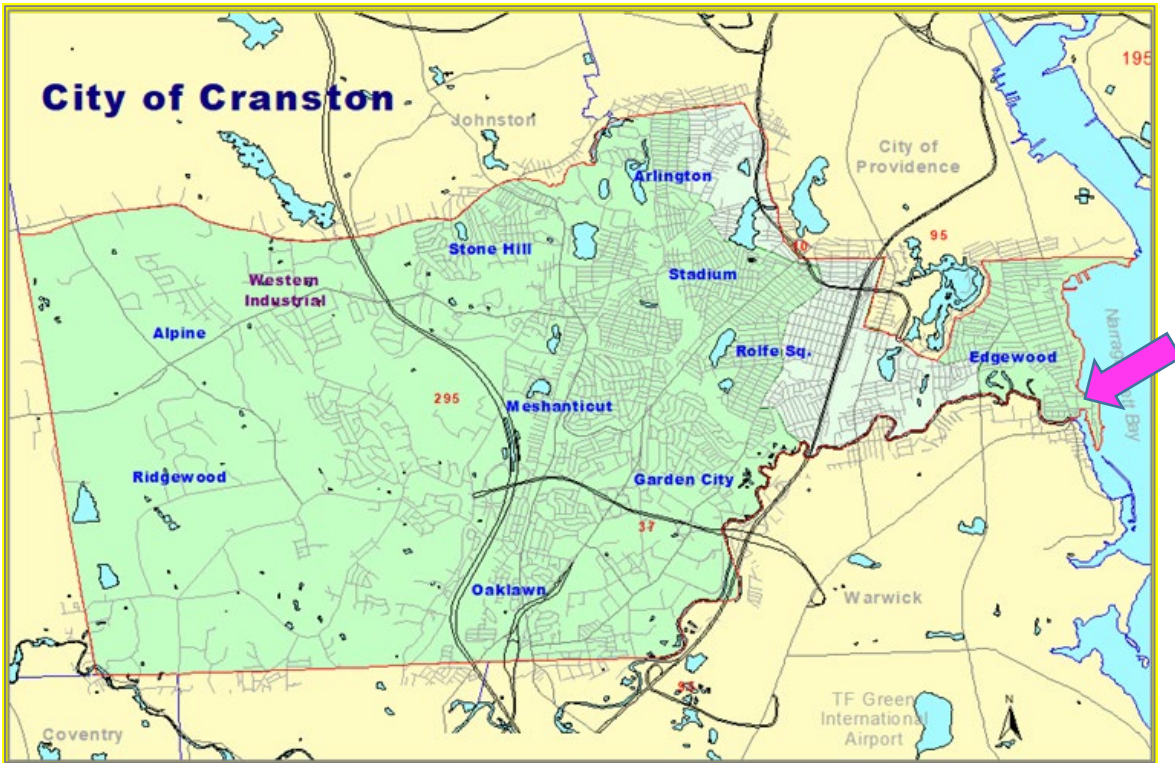 City of Cranston
195
Johnston
City of
Providence
Arlington
10
95
Stone Hill
Stadium
Western
Industrial
Alpine
Rolfe Sq.
Edgewood
295
Meshanticut
Bay
Ridgewood
Garden City
37
Oaklawn
Warwick
TF Green
International
Airport
N
Coventry